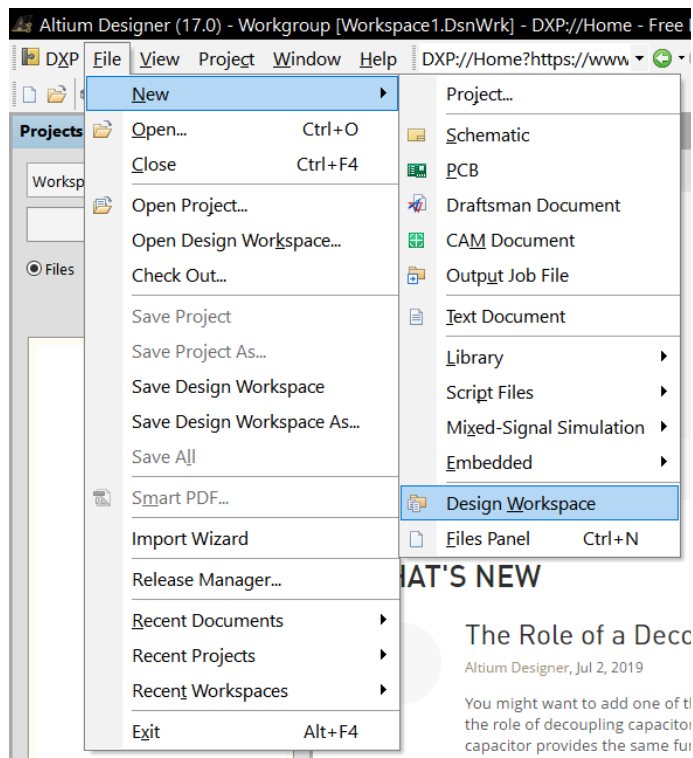 Altium Designer (17.0) - Workgroup [Workspace1.DsnWrk] - DXP://Home - Free
DXP File View Project Window Help DXP://Home?https://www
Projects
Worksp
Files
New
Open... Ctrl+O
Close Ctrl+F4
Open Project...
Open Design Workspace...
Check Out...
Save Project
Save Project As...
Save Design Workspace
Save Design Workspace As...
Save All
Smart PDF...
Import Wizard
Release Manager...
Recent Documents
Recent Projects
Recent Workspaces
Exit Alt+F4
Project...
Schematic
PCB
Draftsman Document
CAM Document
Output Job File
Text Document
Library
Script Files
Mixed-Signal Simulation
Embedded
Design Workspace
Files Panel Ctrl+N
HAT'S NEW
The Role of a Deco
Altium Designer, Jul 2, 2019
You might want to add one of t
the role of decoupling capacitor
capacitor provides the same fu